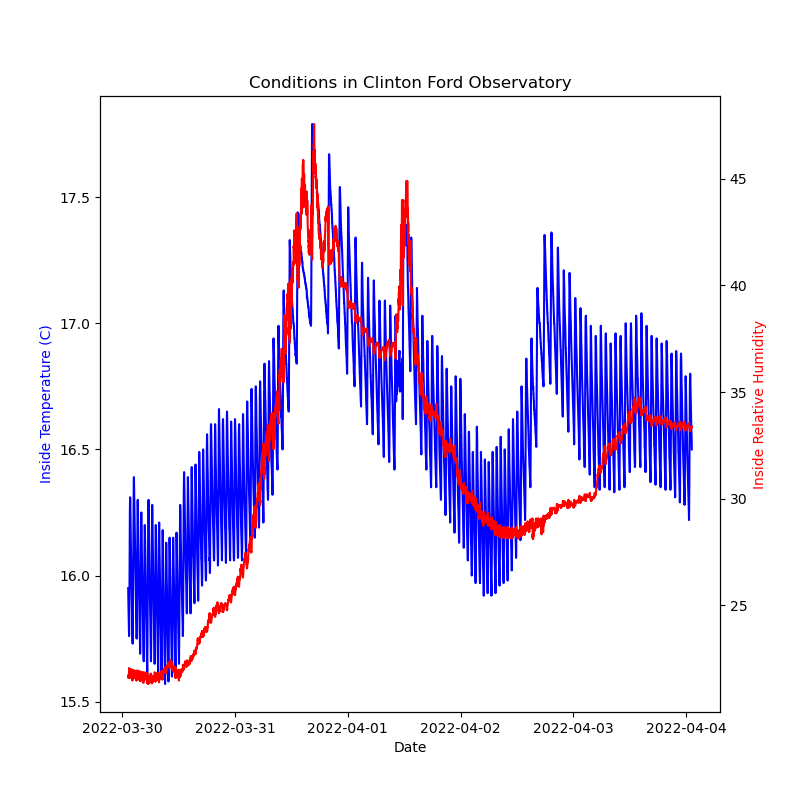 Conditions in Clinton Ford Observatory
Inside Temperature (C)
17.5
17.0
16.5
16.0
15.5
45
40
35
30
25
Inside Relative Humidity
2022-03-30 2022-03-31 2022-04-01 2022-04-02 2022-04-03 2022-04-04
Date